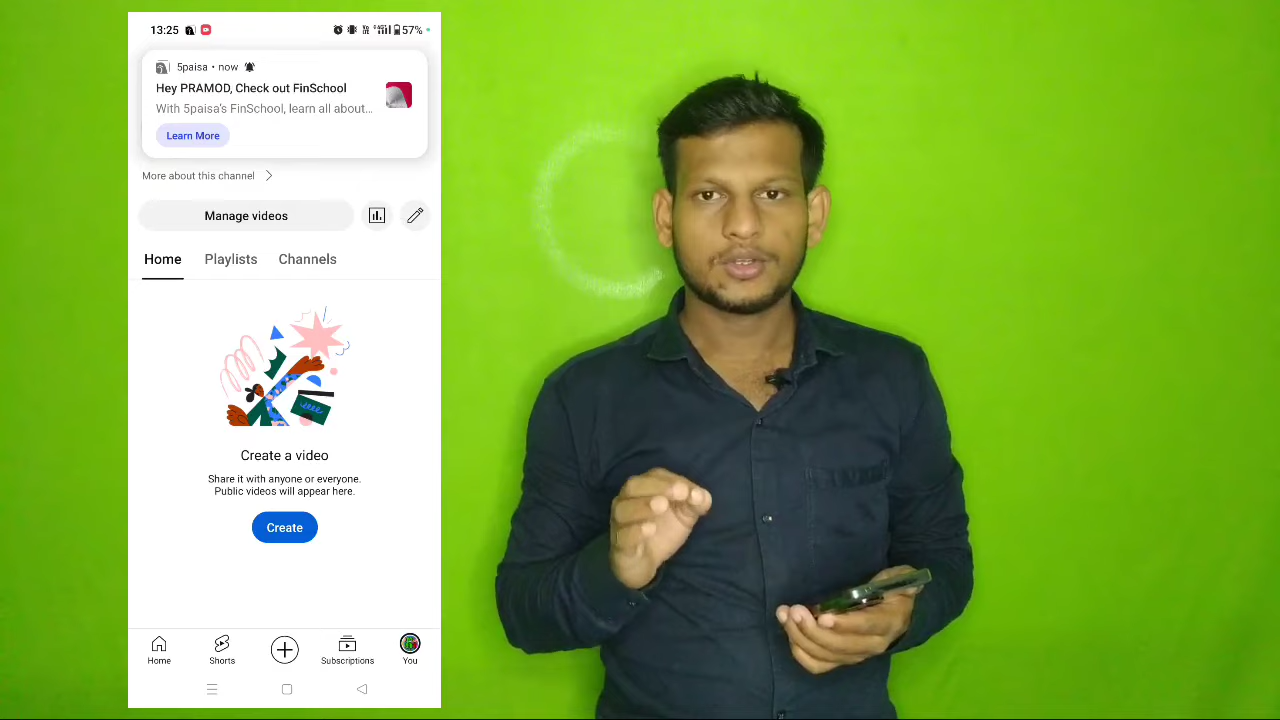 13:25
57%
5paisa • now
Hey PRAMOD, Check out FinSchool
With 5paisa's FinSchool, learn all about...
Learn More
More about this channel
Manage videos
Home Playlists Channels
Create a video
Share it with anyone or everyone.
Public videos will appear here.
Create
Home Shorts Subscriptions You